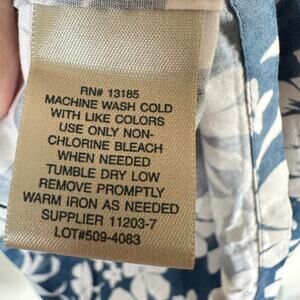 RN# 13185
MACHINE WASH COLD
WITH LIKE COLORS
USE ONLY NON-
CHLORINE BLEACH
WHEN NEEDED
TUMBLE DRY LOW
REMOVE PROMPTLY
WARM IRON AS NEEDED
SUPPLIER 11203-7
LOT#509-4083